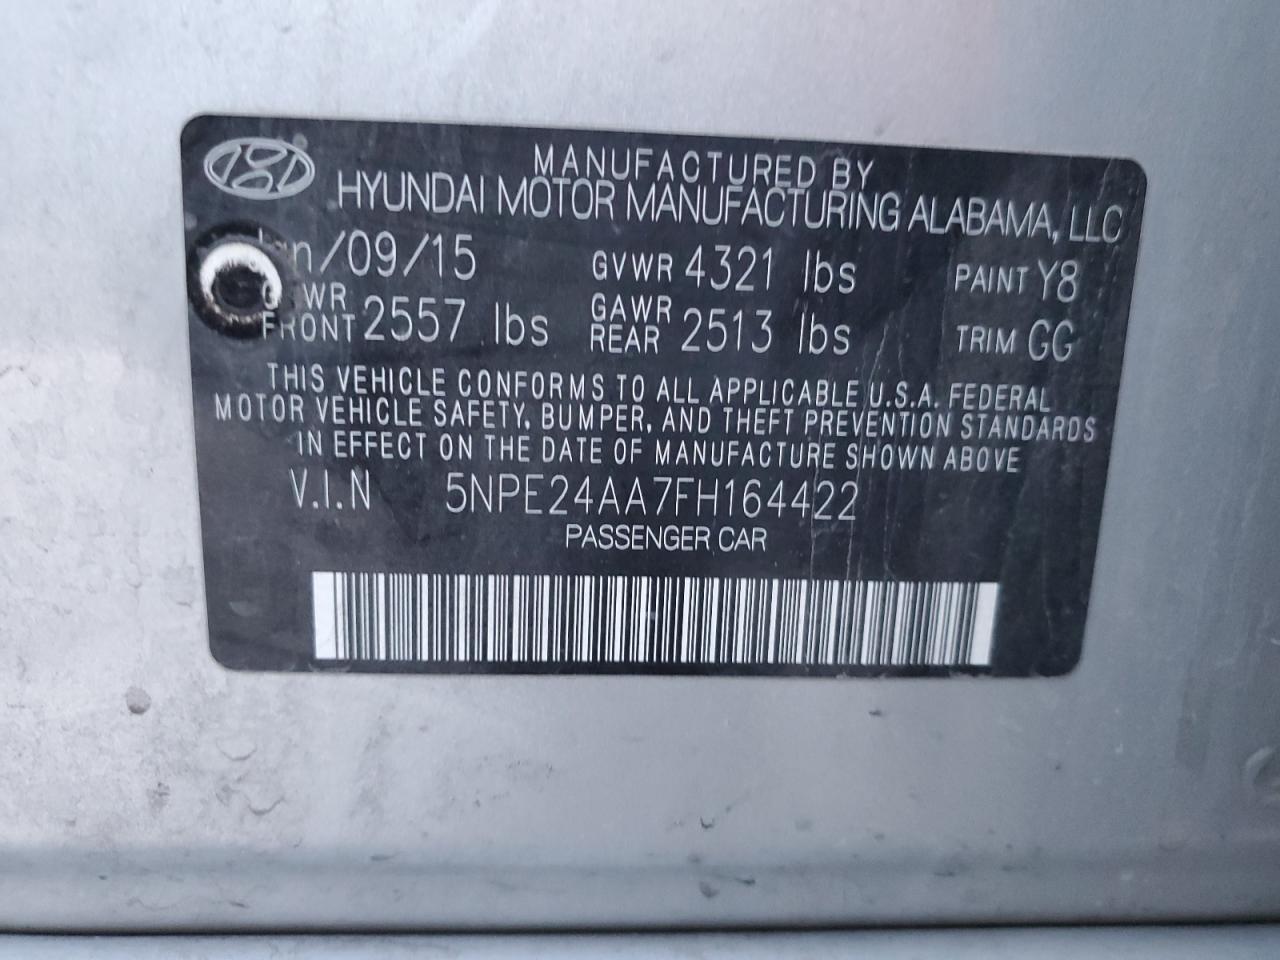 MANUFACTURED BY
HYUNDAI MOTOR MANUFACTURING ALABAMA, LLC
/09/15 GVWR 4321 lbs PAINT Y8
FRONT 2557 lbs GAWR REAR 2513 lbs TRIM GG
THIS VEHICLE CONFORMS TO ALL APPLICABLE U.S.A. FEDERAL
MOTOR VEHICLE SAFETY, BUMPER, AND THEFT PREVENTION STANDARDS
IN EFFECT ON THE DATE OF MANUFACTURE SHOWN ABOVE
V.I.N 5NPE24AA7FH164422
PASSENGER CAR